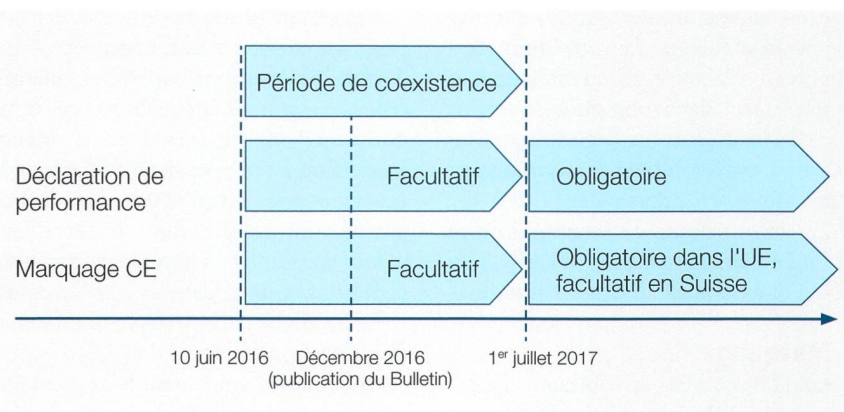 Période de coexistence
Déclaration de
performance
Facultatif
Obligatoire
Marquage CE
Facultatif
Obligatoire dans l'UE,
facultatif en Suisse
10 juin 2016
Décembre 2016
(publication du Bulletin)
1er juillet 2017